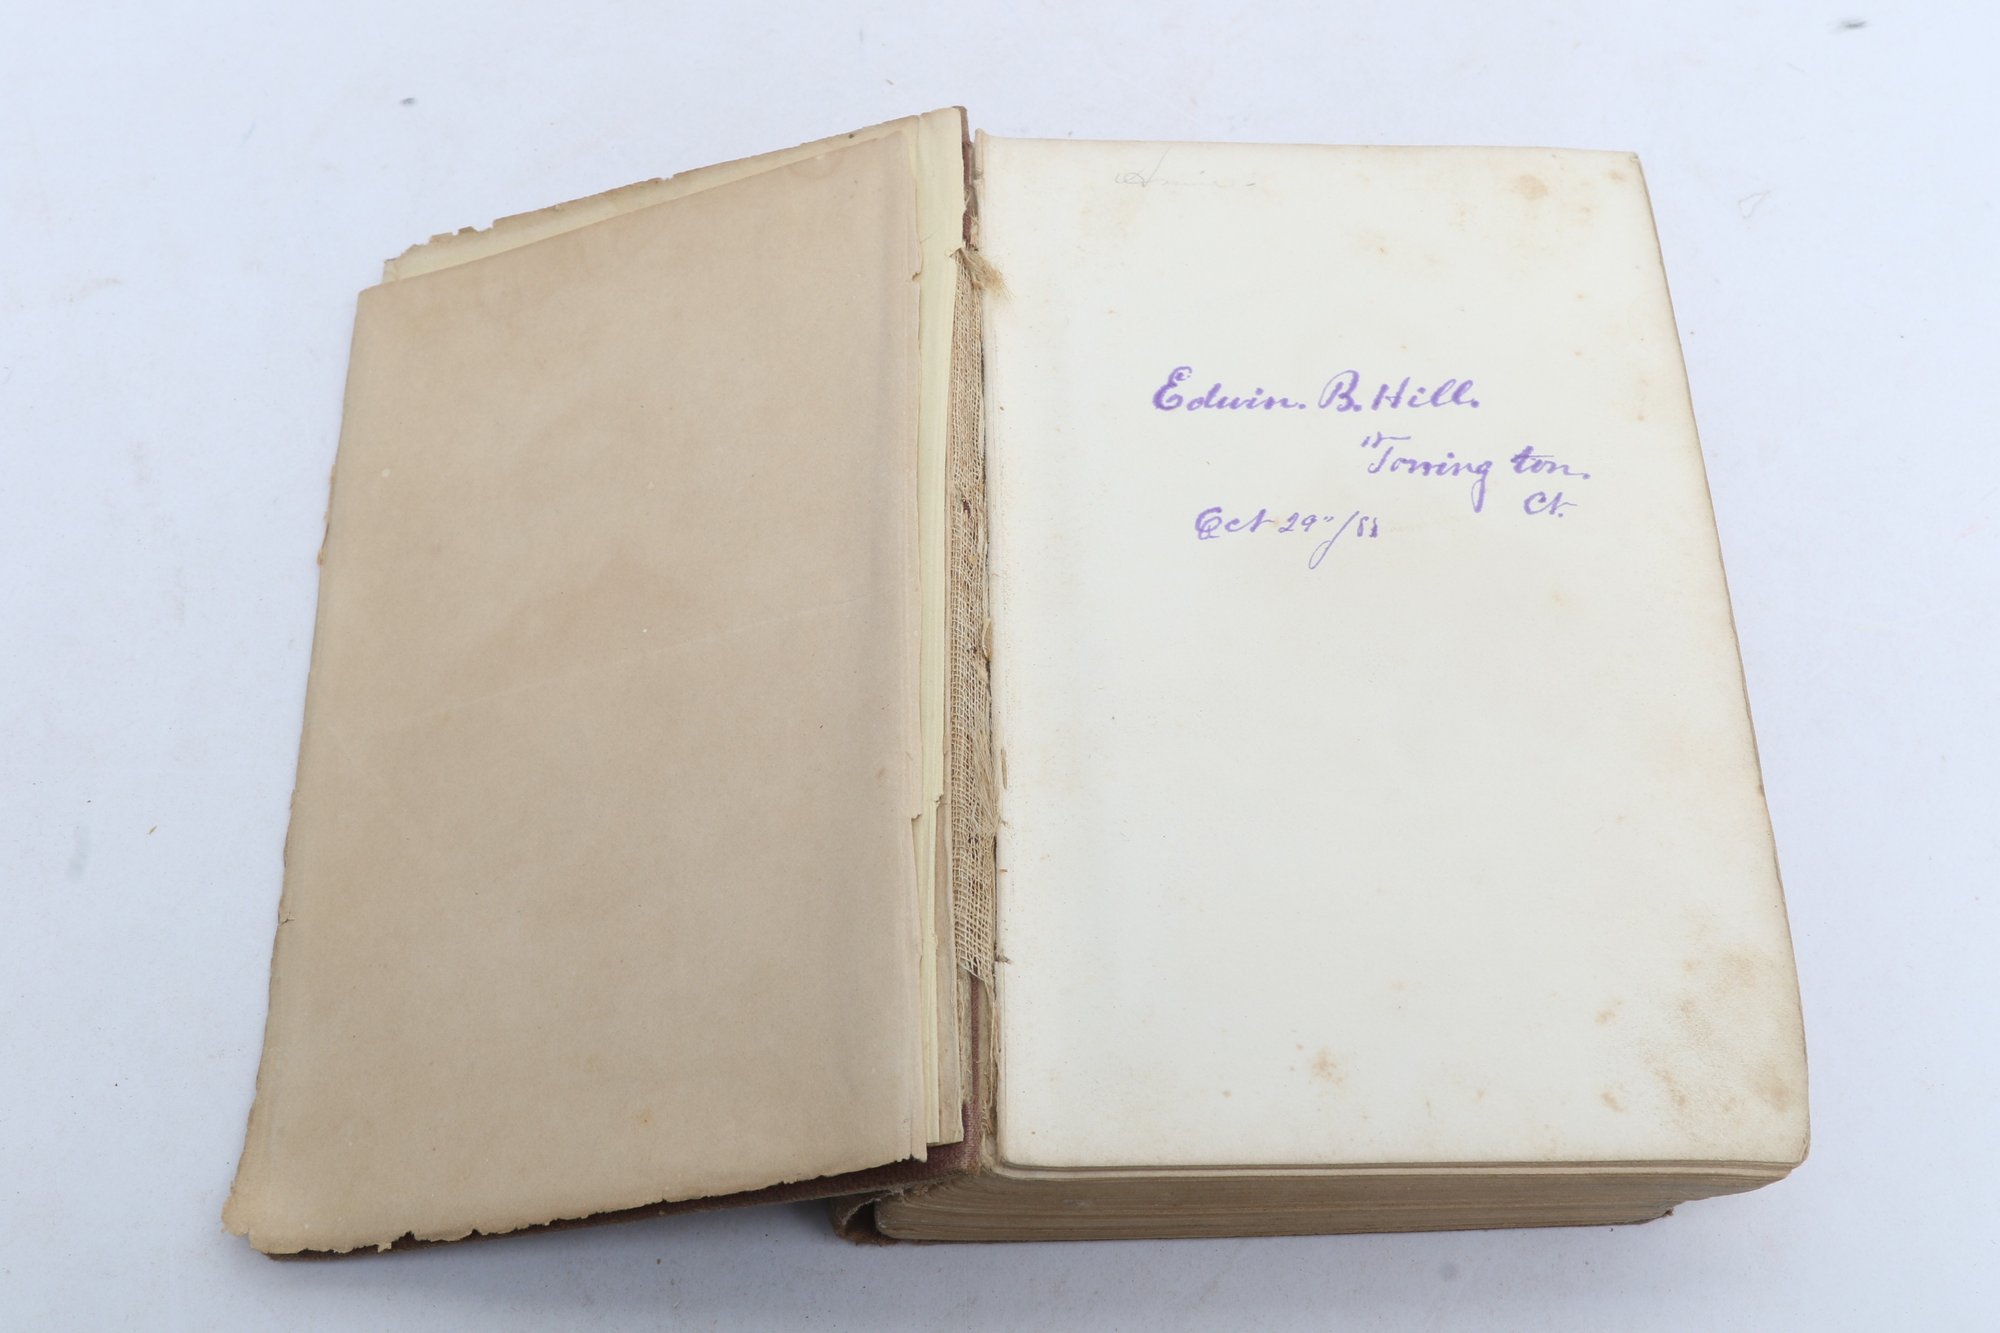 Edwin. B. Hill.
Torrington.
Ct.
Oct 29"/88